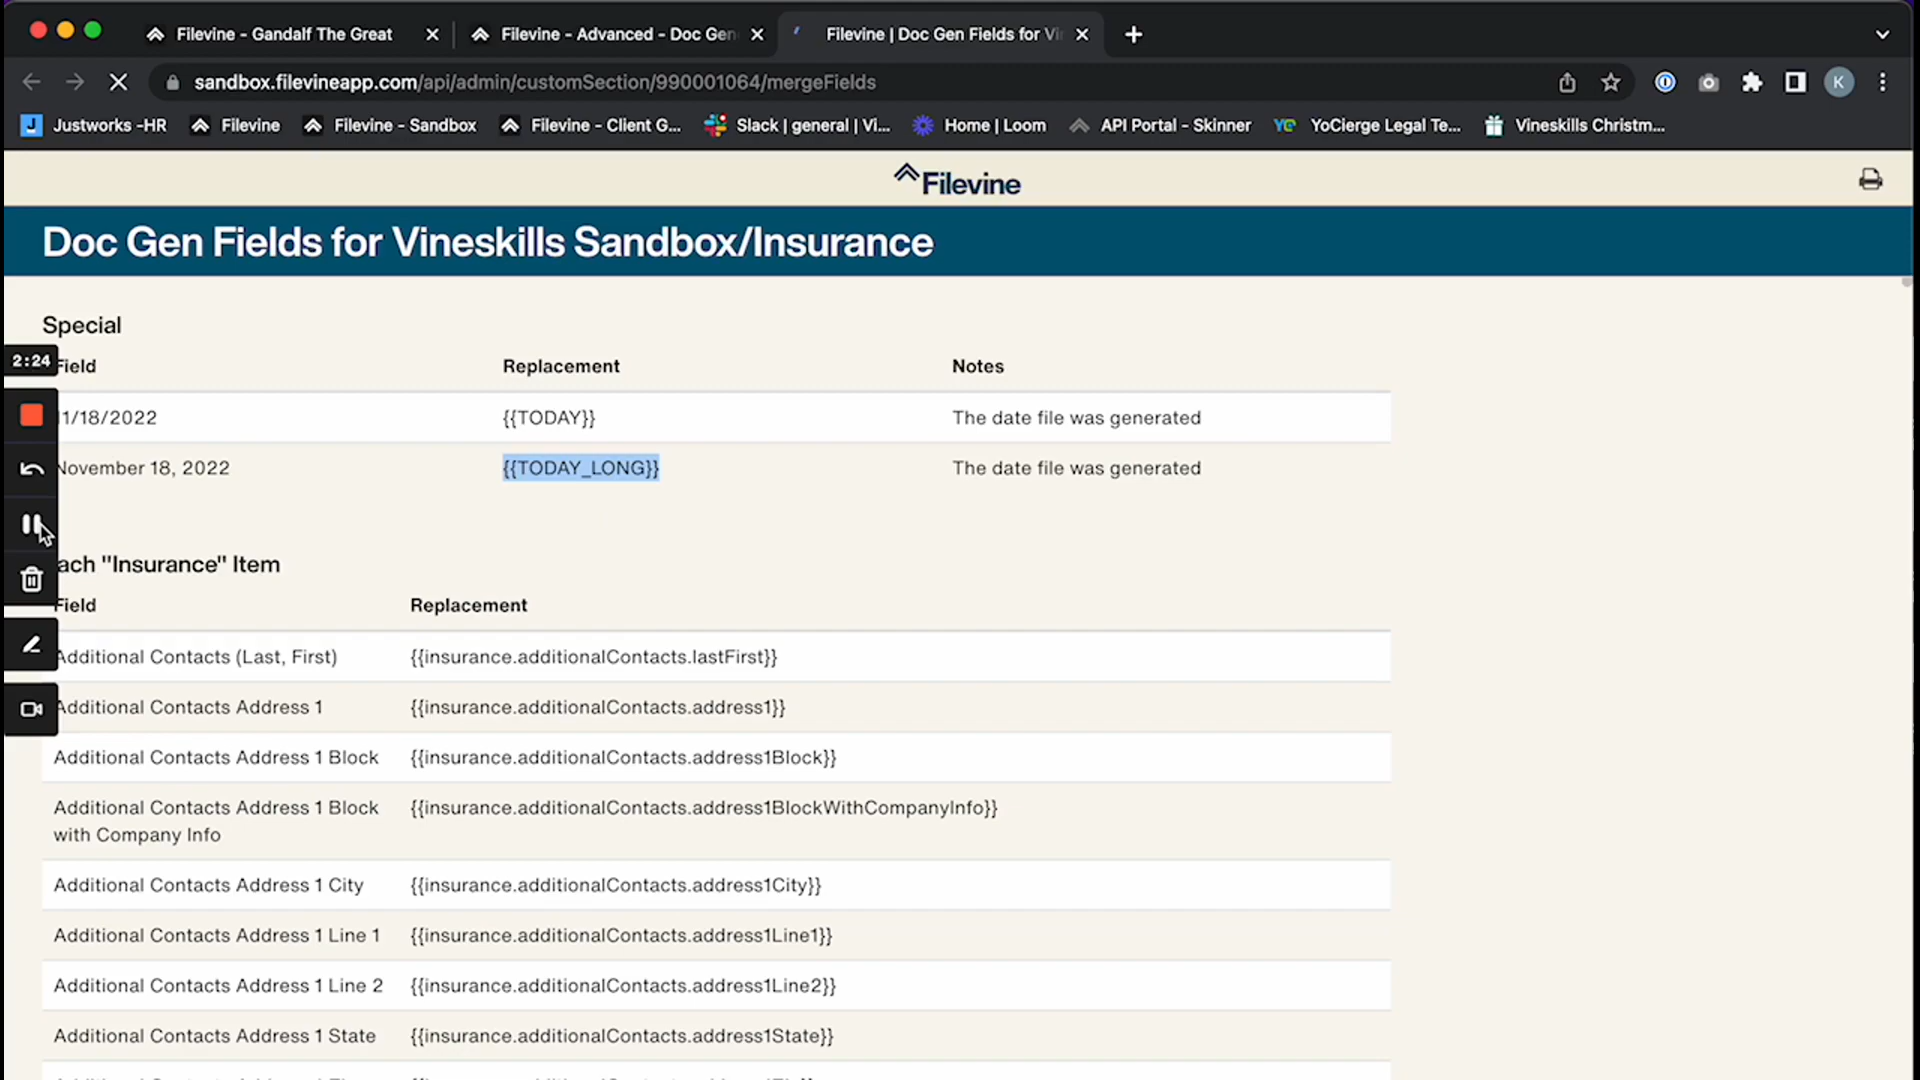 Filevine - Gandalf The Great
Filevine - Advanced - Doc Gen
Filevine | Doc Gen Fields for Vi
sandbox.filevineapp.com/api/admin/customSection/990001064/mergeFields
K
J Justworks -HR
Filevine
Filevine - Sandbox
Filevine - Client G...
Slack | general | Vi...
Home | Loom
API Portal - Skinner
YC YoCierge Legal Te...
Vineskills Christm...
Filevine
Doc Gen Fields for Vineskills Sandbox/Insurance
Special
2:24
Field Replacement Notes
11/18/2022 {{TODAY}} The date file was generated
November 18, 2022 {{TODAY_LONG}} The date file was generated
ach "Insurance" Item
Field Replacement
Additional Contacts (Last, First) {{insurance.additionalContacts.lastFirst}}
Additional Contacts Address 1 {{insurance.additionalContacts.address1}}
Additional Contacts Address 1 Block {{insurance.additionalContacts.address1Block}}
Additional Contacts Address 1 Block {{insurance.additionalContacts.address1BlockWithCompanyInfo}}
with Company Info
Additional Contacts Address 1 City {{insurance.additionalContacts.address1City}}
Additional Contacts Address 1 Line 1 {{insurance.additionalContacts.address1Line1}}
Additional Contacts Address 1 Line 2 {{insurance.additionalContacts.address1Line2}}
Additional Contacts Address 1 State {{insurance.additionalContacts.address1State}}